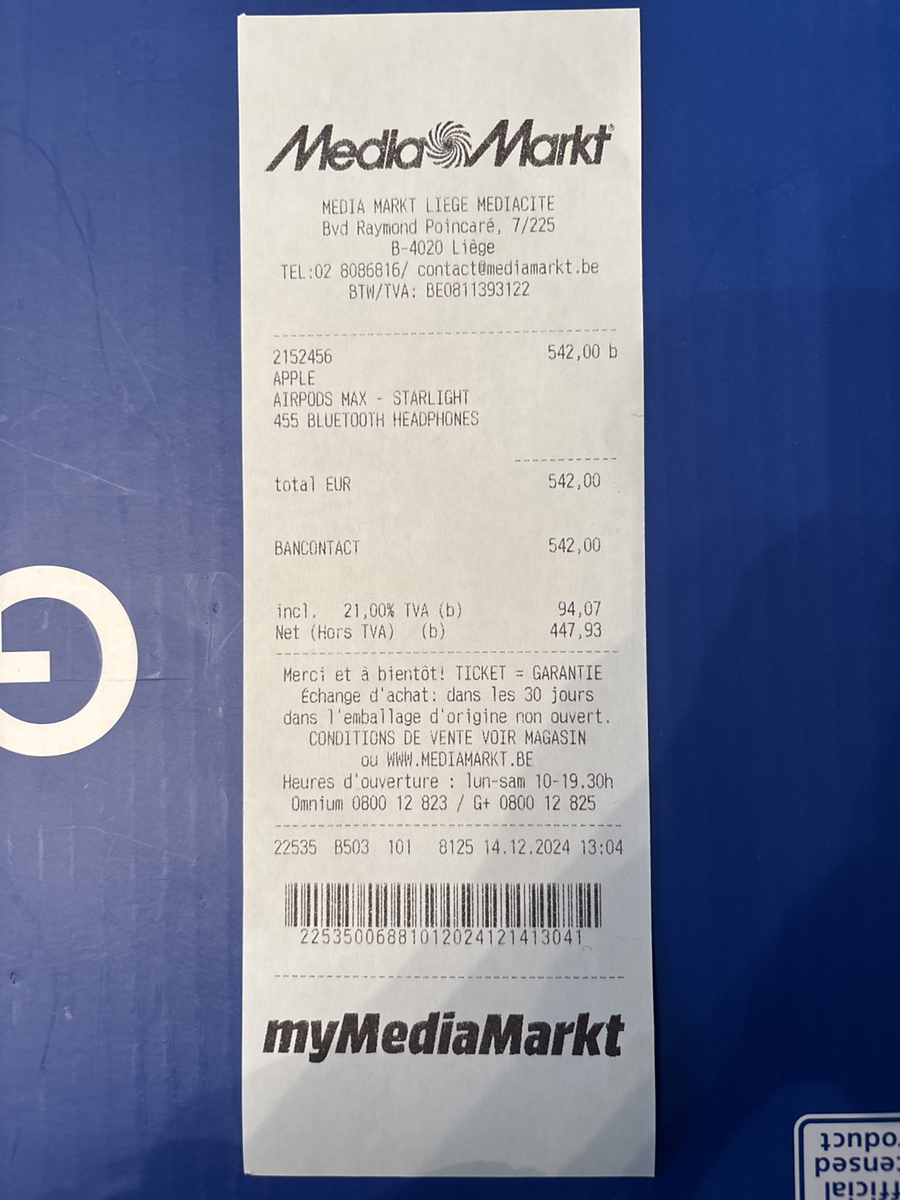 Media Markt®
MEDIA MARKT LIEGE MEDIACITE
Bvd Raymond Poincaré, 7/225
B-4020 Liège
TEL:02 8086816/ contact@mediamarkt.be
BTW/TVA: BE0811393122
2152456 542,00 b
APPLE
AIRPODS MAX - STARLIGHT
455 BLUETOOTH HEADPHONES
total EUR 542,00
BANCONTACT 542,00
incl. 21,00% TVA (b) 94,07
Net (Hors TVA) (b) 447,93
Merci et à bientôt! TICKET = GARANTIE
Échange d'achat: dans les 30 jours
dans l'emballage d'origine non ouvert.
CONDITIONS DE VENTE VOIR MAGASIN
ou WWW.MEDIAMARKT.BE
Heures d'ouverture : lun-sam 10-19.30h
Omnium 0800 12 823 / G+ 0800 12 825
22535 B503 101 8125 14.12.2024 13:04
22535006881012024121413041
myMediaMarkt